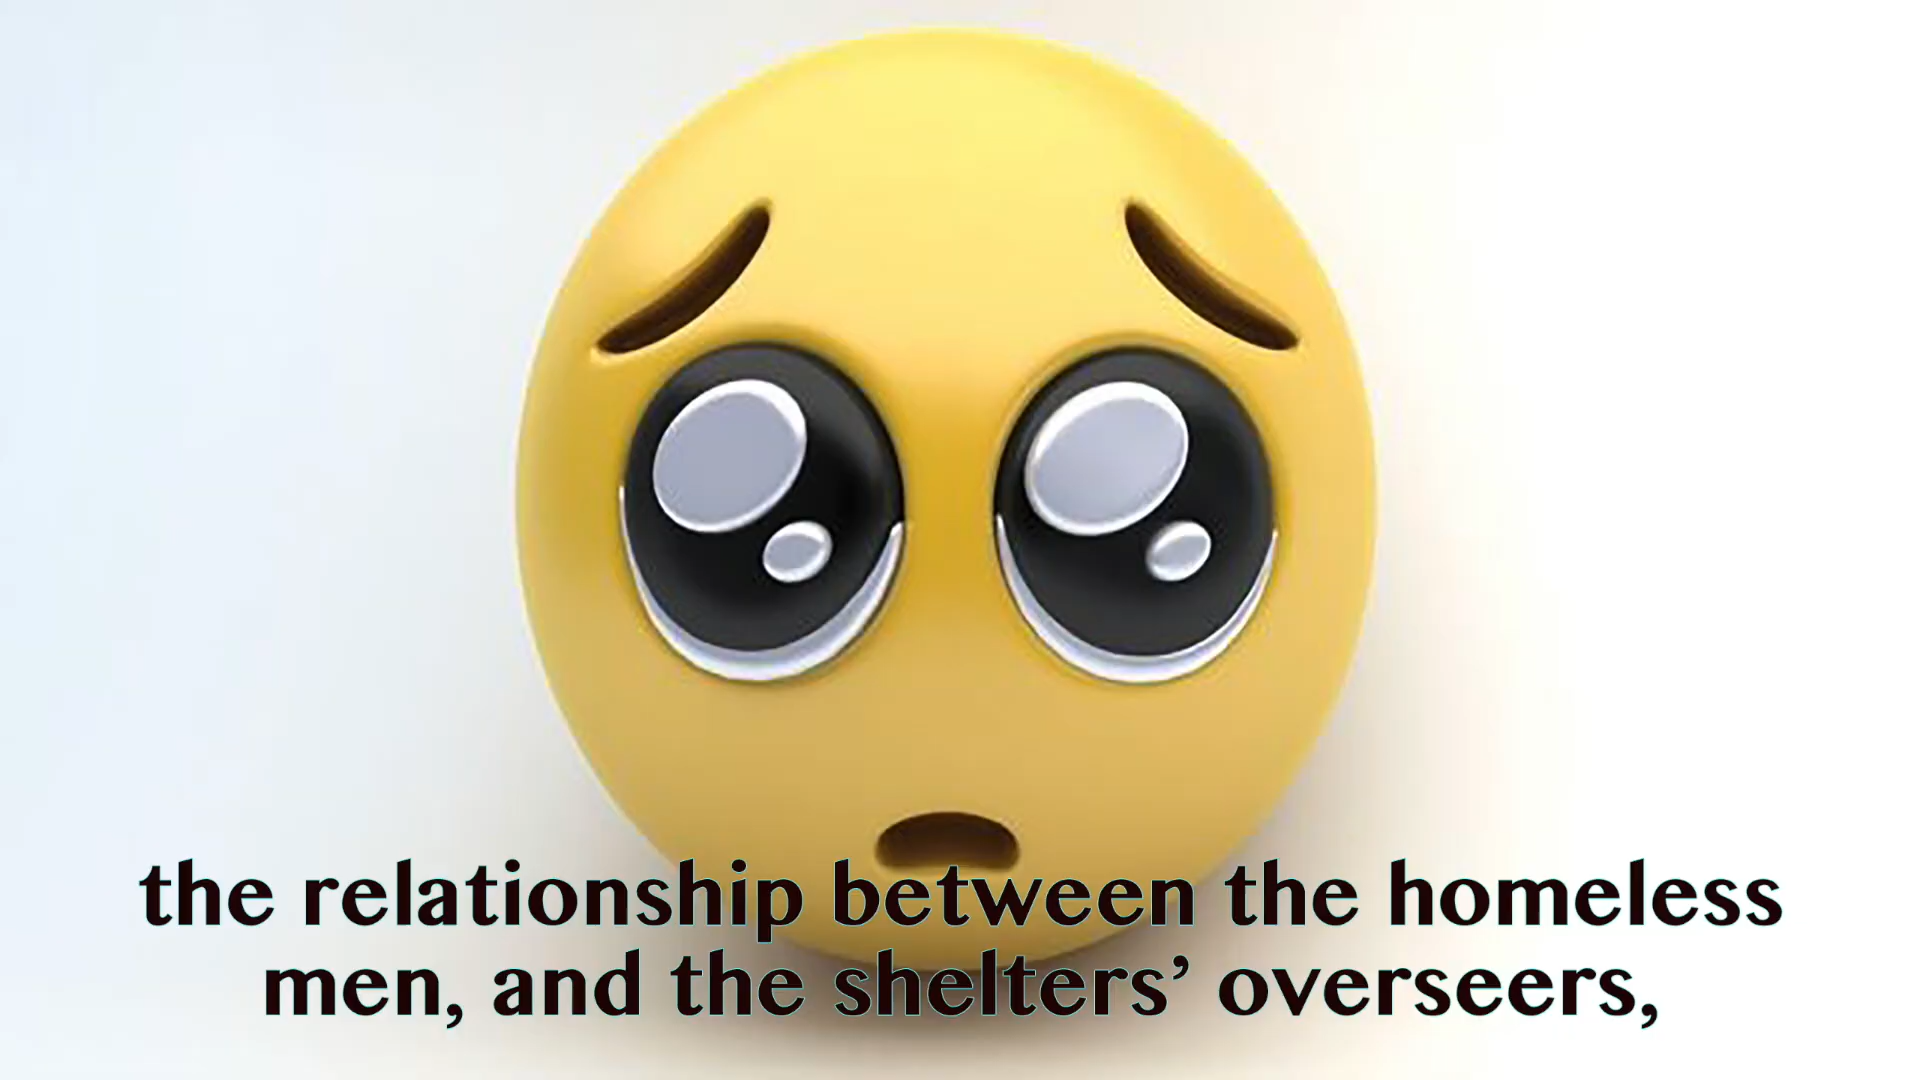 the relationship between the homeless
men, and the shelters’ overseers,